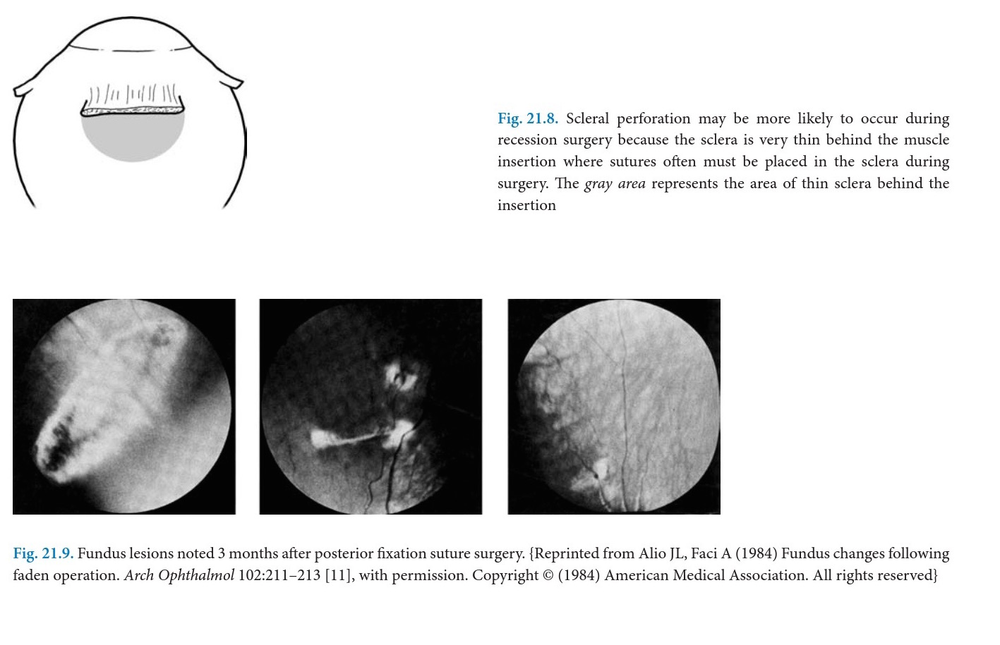 Fig. 21.8. Scleral perforation may be more likely to occur during
recession surgery because the sclera is very thin behind the muscle
insertion where sutures often must be placed in the sclera during
surgery. The gray area represents the area of thin sclera behind the
insertion
Fig. 21.9. Fundus lesions noted 3 months after posterior fixation suture surgery. {Reprinted from Alio JL, Faci A (1984) Fundus changes following
faden operation. Arch Ophthalmol 102:211–213 [11], with permission. Copyright © (1984) American Medical Association. All rights reserved}